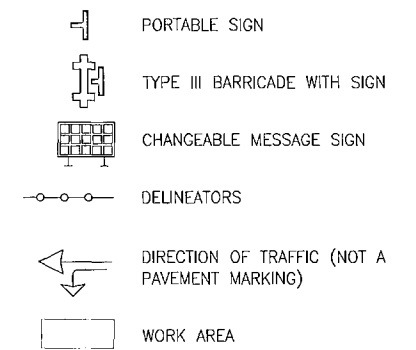 PORTABLE SIGN
TYPE III BARRICADE WITH SIGN
CHANGEABLE MESSAGE SIGN
DELINEATORS
DIRECTION OF TRAFFIC (NOT A
PAVEMENT MARKING)
WORK AREA